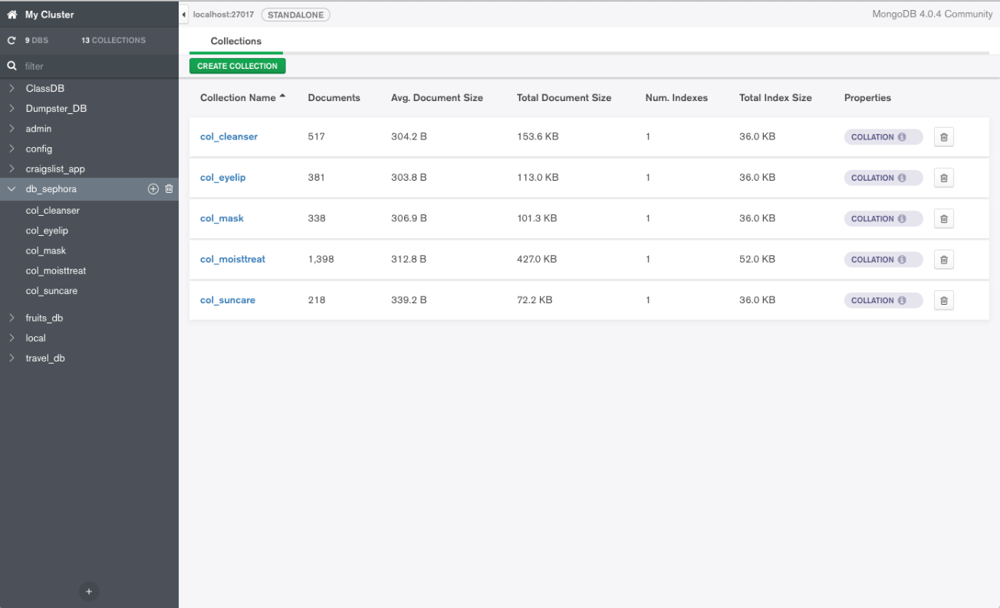 My Cluster
9 DBS 13 COLLECTIONS
filter
ClassDB
Dumpster_DB
admin
config
craigslist_app
db_sephora
col_cleanser
col_eyelip
col_mask
col_moisttreat
col_suncare
fruits_db
local
travel_db
+
localhost:27017 STANDALONE MongoDB 4.0.4 Community
Collections
CREATE COLLECTION
Collection Name Documents Avg. Document Size Total Document Size Num. Indexes Total Index Size Properties
col_cleanser 517 304.2 B 153.6 KB 1 36.0 KB COLLATION
col_eyelip 381 303.8 B 113.0 KB 1 36.0 KB COLLATION
col_mask 338 306.9 B 101.3 KB 1 36.0 KB COLLATION
col_moisttreat 1,398 312.8 B 427.0 KB 1 52.0 KB COLLATION
col_suncare 218 339.2 B 72.2 KB 1 36.0 KB COLLATION